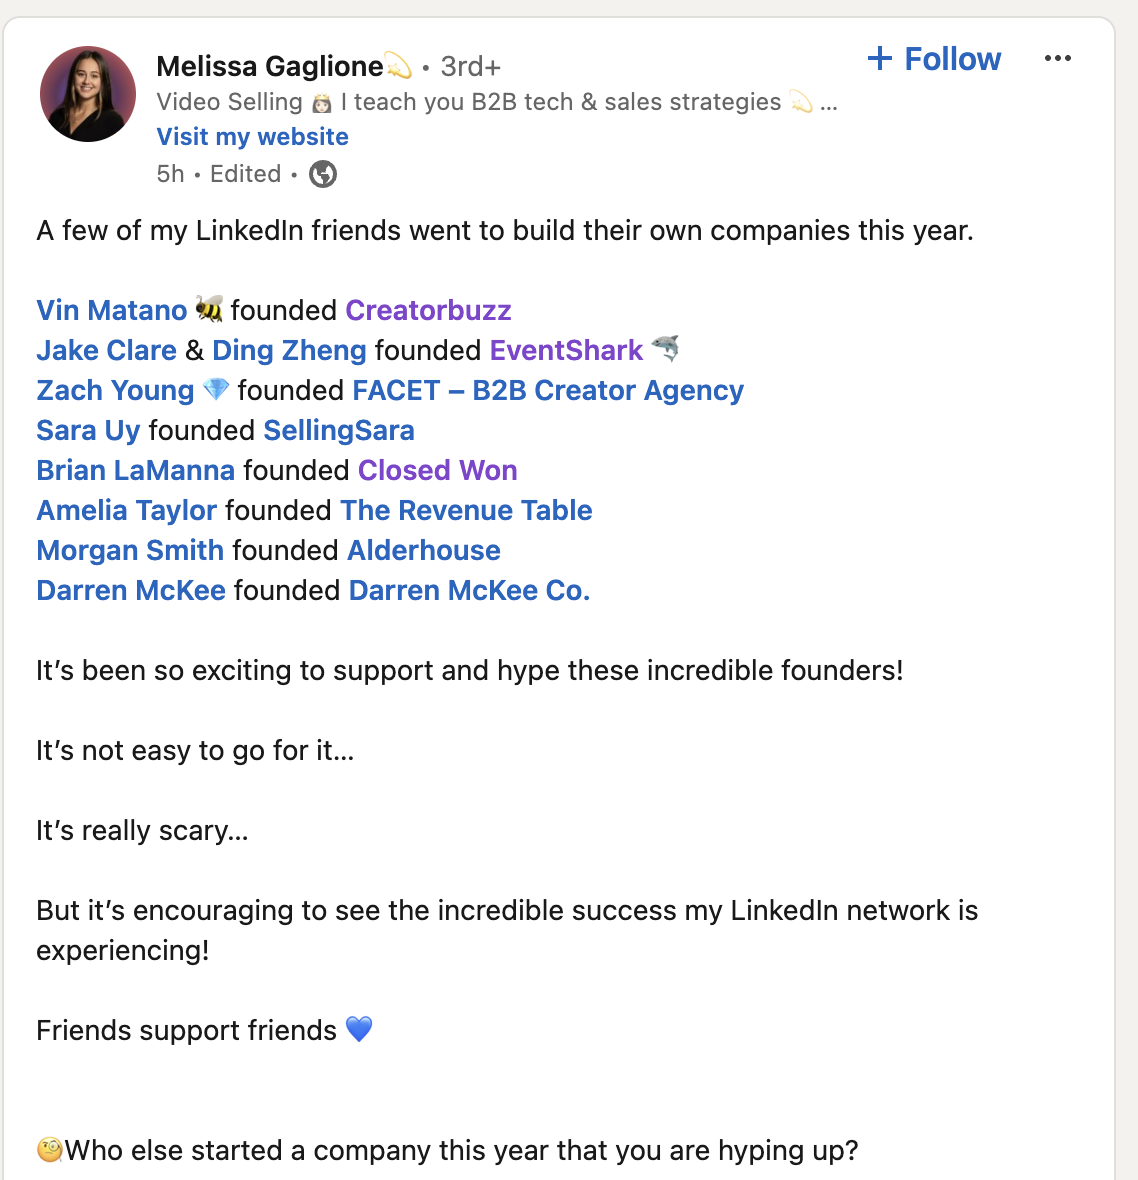 Melissa Gaglione💫 • 3rd+
+ Follow
...
Video Selling 👸🏻 I teach you B2B tech & sales strategies 💫 ...
Visit my website
5h • Edited •
A few of my LinkedIn friends went to build their own companies this year.
Vin Matano 🐝 founded Creatorbuzz
Jake Clare & Ding Zheng founded EventShark 🦈
Zach Young 💎 founded FACET – B2B Creator Agency
Sara Uy founded SellingSara
Brian LaManna founded Closed Won
Amelia Taylor founded The Revenue Table
Morgan Smith founded Alderhouse
Darren McKee founded Darren McKee Co.
It’s been so exciting to support and hype these incredible founders!
It’s not easy to go for it...
It’s really scary...
But it’s encouraging to see the incredible success my LinkedIn network is
experiencing!
Friends support friends 💙
🧐Who else started a company this year that you are hyping up?